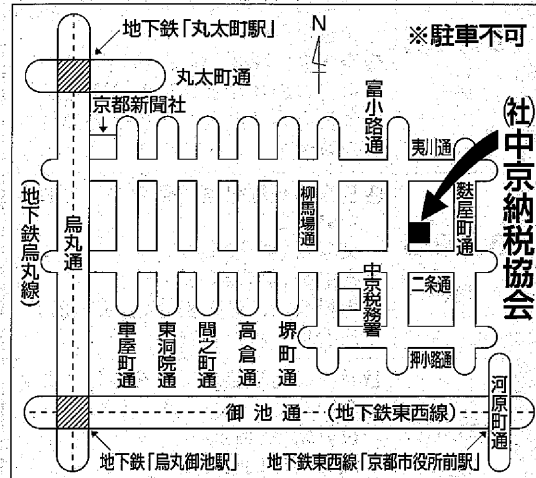 地下鉄「丸太町駅」
N
※駐車不可
丸太町通
京都新聞社
富小路通
夷川通
(社)中京納税協会
(地下鉄烏丸線)
烏丸通
柳馬場通
麩屋町通
中京税務署
二条通
車屋町通
東洞院通
間之町通
高倉通
堺町通
押小路通
河原町通
御池通 (地下鉄東西線)
地下鉄「烏丸御池駅」
地下鉄東西線「京都市役所前駅」